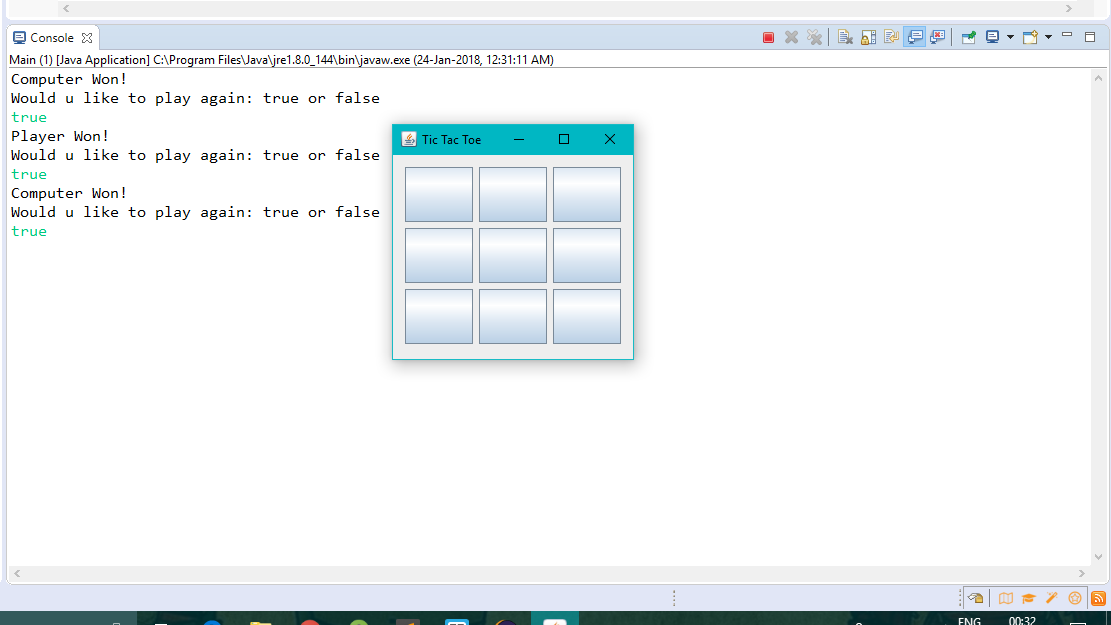 Console
Main (1) [Java Application] C:\Program Files\Java\jre1.8.0_144\bin\javaw.exe (24-Jan-2018, 12:31:11 AM)
Computer Won!
Would u like to play again: true or false
true
Player Won!
Would u like to play again: true or false
true
Computer Won!
Would u like to play again: true or false
true
Tic Tac Toe
ENG
00:32